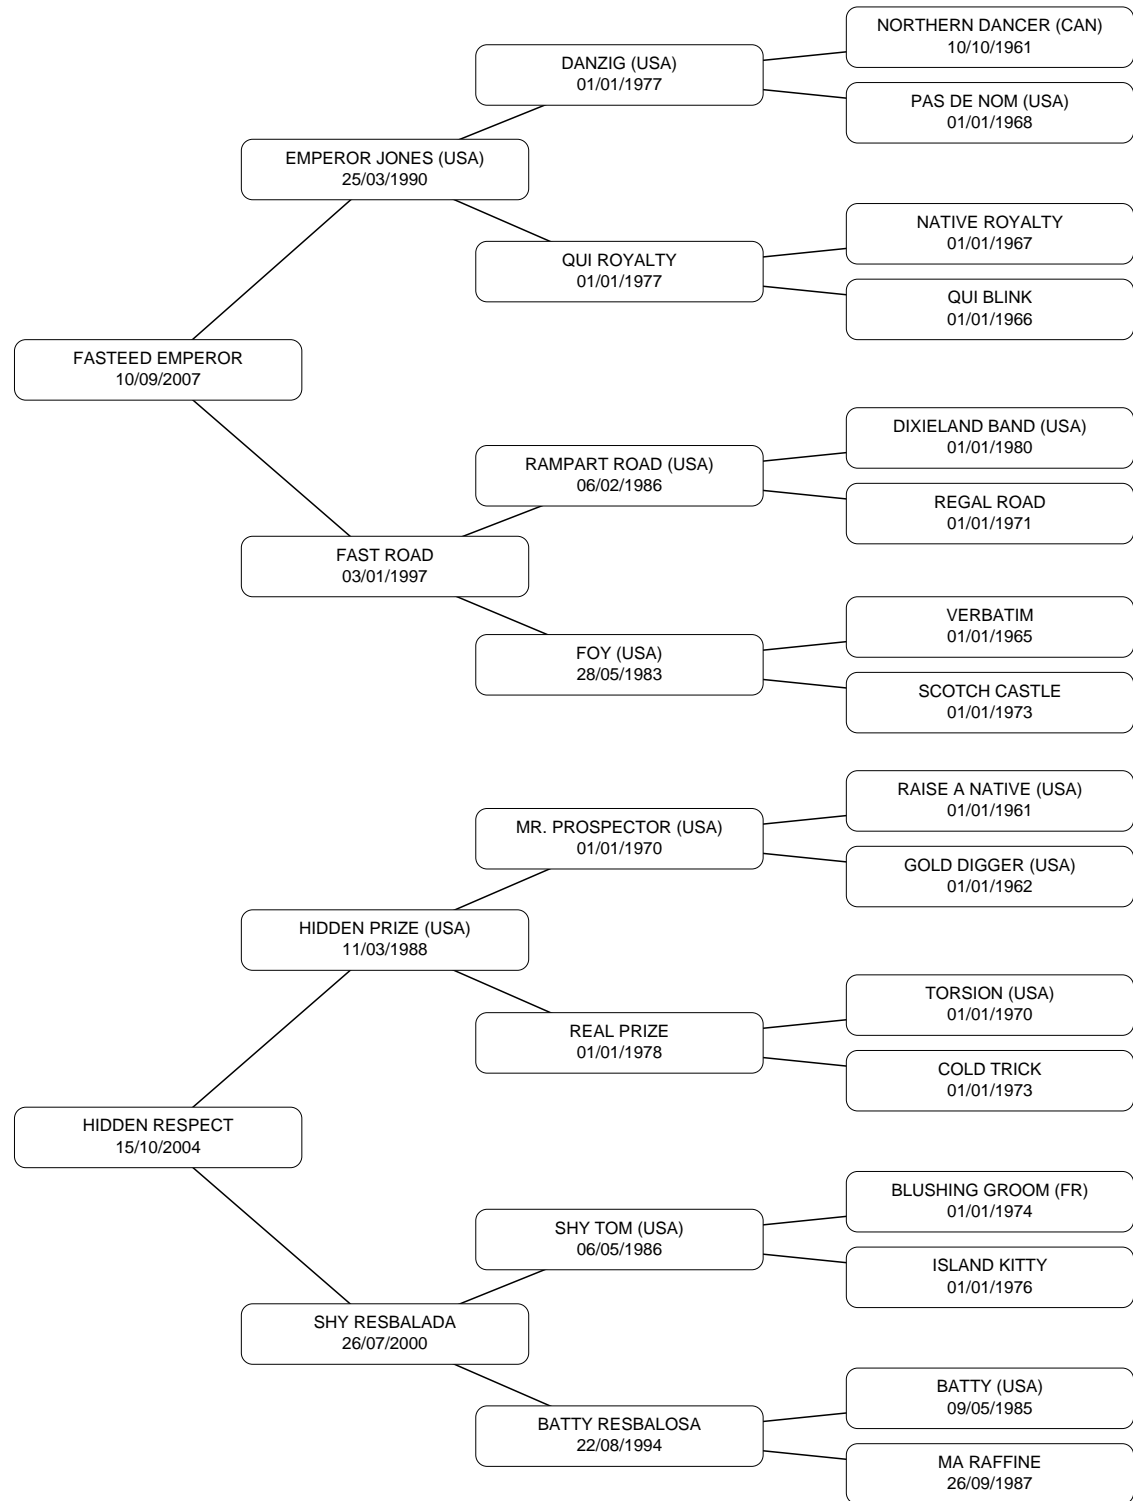 NORTHERN DANCER (CAN)
10/10/1961
DANZIG (USA)
01/01/1977
PAS DE NOM (USA)
01/01/1968
EMPEROR JONES (USA)
25/03/1990
NATIVE ROYALTY
01/01/1967
QUI ROYALTY
01/01/1977
QUI BLINK
01/01/1966
FASTEED EMPEROR
10/09/2007
DIXIELAND BAND (USA)
01/01/1980
RAMPART ROAD (USA)
06/02/1986
REGAL ROAD
01/01/1971
FAST ROAD
03/01/1997
VERBATIM
01/01/1965
FOY (USA)
28/05/1983
SCOTCH CASTLE
01/01/1973
RAISE A NATIVE (USA)
01/01/1961
MR. PROSPECTOR (USA)
01/01/1970
GOLD DIGGER (USA)
01/01/1962
HIDDEN PRIZE (USA)
11/03/1988
TORSION (USA)
01/01/1970
REAL PRIZE
01/01/1978
COLD TRICK
01/01/1973
HIDDEN RESPECT
15/10/2004
BLUSHING GROOM (FR)
01/01/1974
SHY TOM (USA)
06/05/1986
ISLAND KITTY
01/01/1976
SHY RESBALADA
26/07/2000
BATTY (USA)
09/05/1985
BATTY RESBALOSA
22/08/1994
MA RAFFINE
26/09/1987